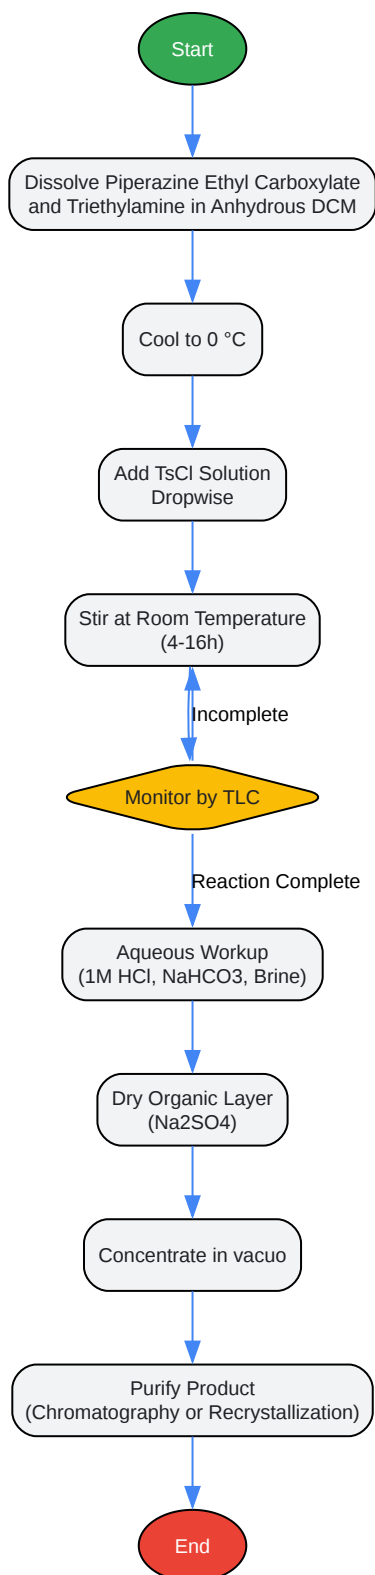 Start
Dissolve Piperazine Ethyl Carboxylate
and Triethylamine in Anhydrous DCM
Cool to 0 °C
Add TsCl Solution
Dropwise
Stir at Room Temperature
(4-16h)
Incomplete
Monitor by TLC
Reaction Complete
Aqueous Workup
(1M HCl, NaHCO3, Brine)
Dry Organic Layer
(Na2SO4)
Concentrate in vacuo
Purify Product
(Chromatography or Recrystallization)
End